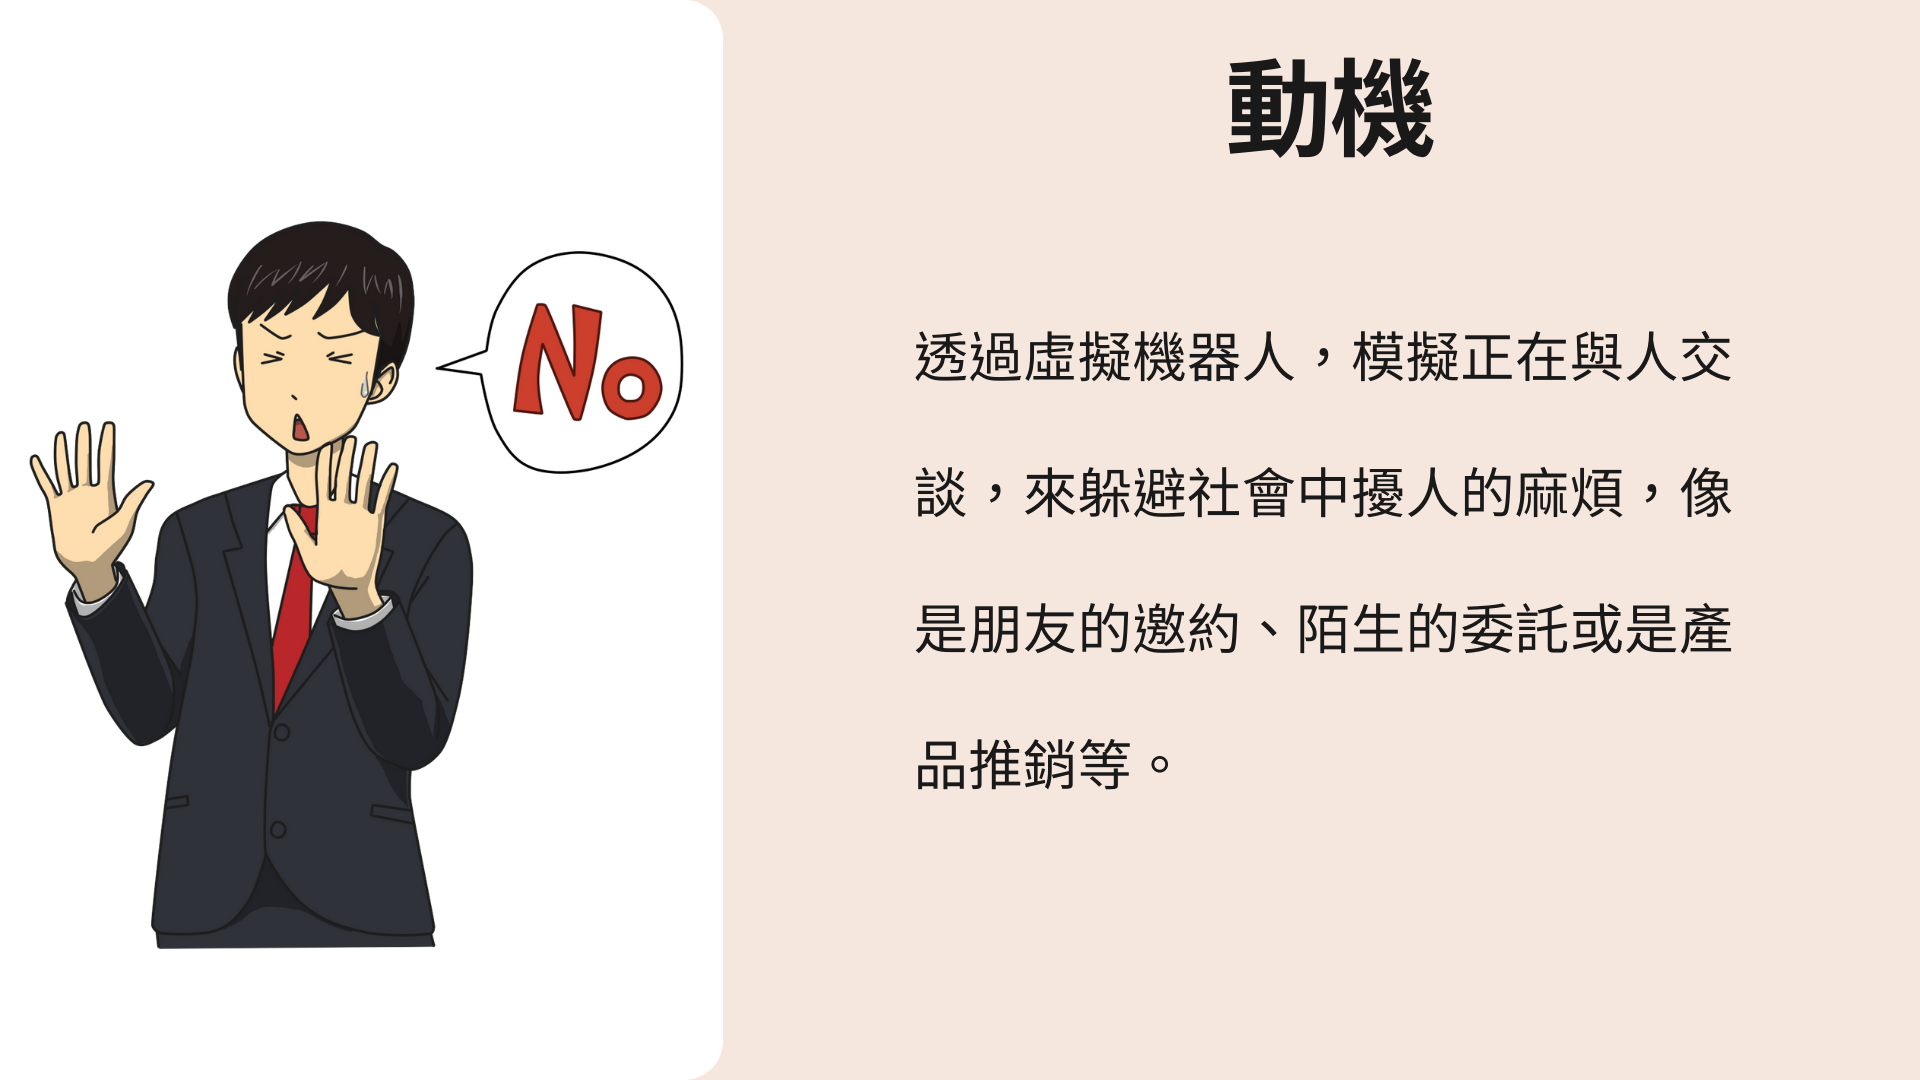 動機
No
透過虛擬機器人，模擬正在與人交
談，來躲避社會中擾人的麻煩，像
是朋友的邀約、陌生的委託或是產
品推銷等。